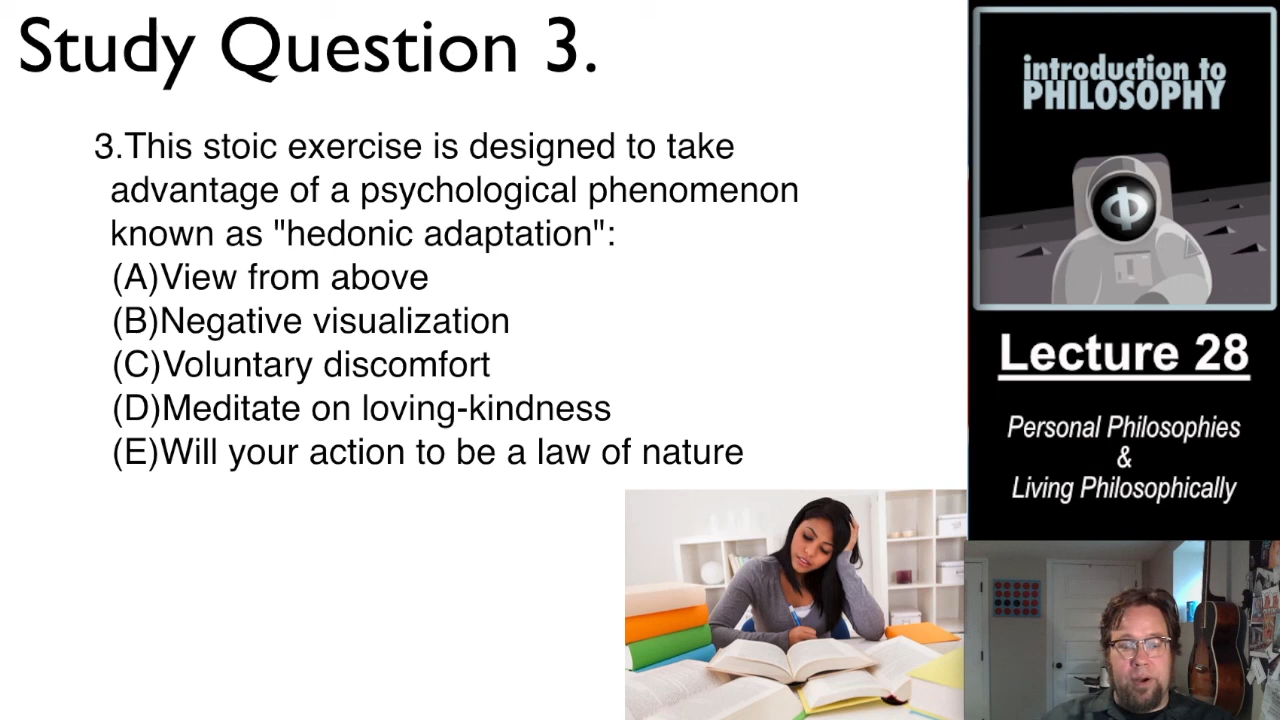 Study Question 3.
3.This stoic exercise is designed to take
advantage of a psychological phenomenon
known as "hedonic adaptation":
(A)View from above
(B)Negative visualization
(C)Voluntary discomfort
(D)Meditate on loving-kindness
(E)Will your action to be a law of nature
introduction to
PHILOSOPHY
Φ
Lecture 28
Personal Philosophies
&
Living Philosophically